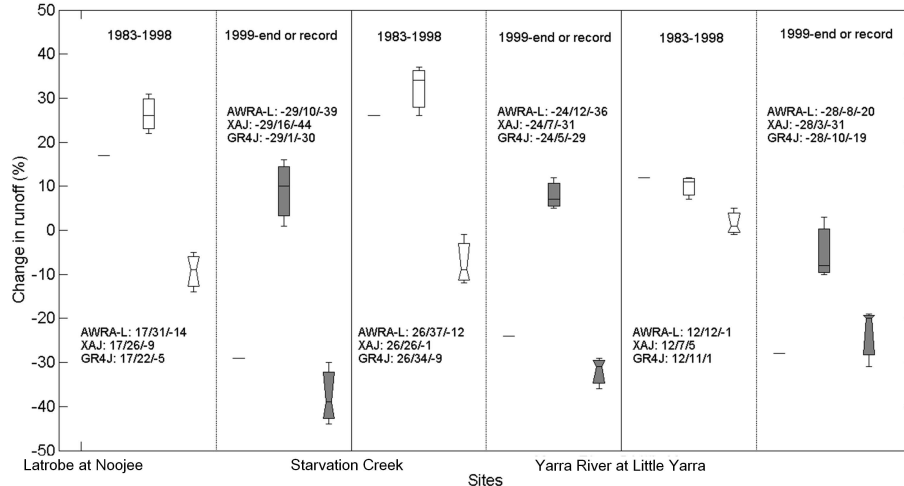 50
40
30
20
10
0
-10
-20
-30
-40
-50
Change in runoff (%)
1983-1998
1999-end or record
1983-1998
1999-end or record
1983-1998
1999-end or record
AWRA-L: 17/31/-14
XAJ: 17/26/-9
GR4J: 17/22/-5
AWRA-L: -29/10/-39
XAJ: -29/16/-44
GR4J: -29/1/-30
AWRA-L: 26/37/-12
XAJ: 26/26/-1
GR4J: 26/34/-9
AWRA-L: -24/12/-36
XAJ: -24/7/-31
GR4J: -24/5/-29
AWRA-L: 12/12/-1
XAJ: 12/7/5
GR4J: 12/11/1
AWRA-L: -28/-8/-20
XAJ: -28/3/-31
GR4J: -28/-10/-19
Latrobe at Noojee
Starvation Creek
Yarra River at Little Yarra
Sites